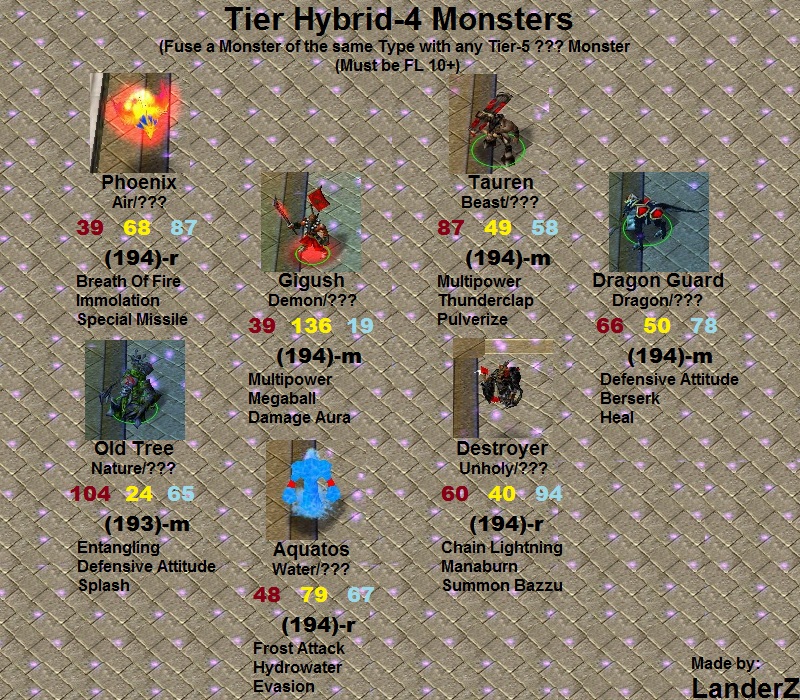 Tier Hybrid-4 Monsters
(Fuse a Monster of the same Type with any Tier-5 ??? Monster
(Must be FL 10+)
Phoenix
Air/???
39 68 87
(194)-r
Breath Of Fire
Immolation
Special Missile
Gigush
Demon/???
39 136 19
(194)-m
Multipower
Megaball
Damage Aura
Tauren
Beast/???
87 49 58
(194)-m
Multipower
Thunderclap
Pulverize
Dragon Guard
Dragon/???
66 50 78
(194)-m
Defensive Attitude
Berserk
Heal
Old Tree
Nature/???
104 24 65
(193)-m
Entangling
Defensive Attitude
Splash
Aquatos
Water/???
48 79 67
(194)-r
Frost Attack
Hydrowater
Evasion
Destroyer
Unholy/???
60 40 94
(194)-r
Chain Lightning
Manaburn
Summon Bazzu
Made by:
LanderZ